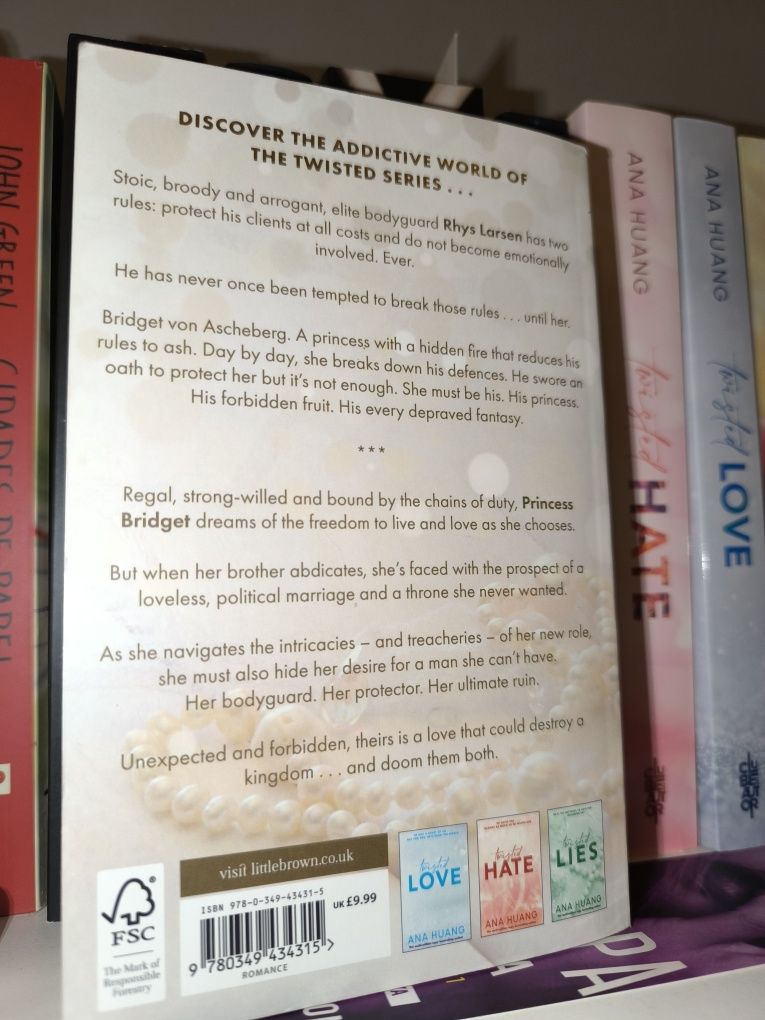 DISCOVER THE ADDICTIVE WORLD OF
THE TWISTED SERIES . . .
Stoic, broody and arrogant, elite bodyguard Rhys Larsen has two
rules: protect his clients at all costs and do not become emotionally
involved. Ever.
He has never once been tempted to break those rules . . . until her.
Bridget von Ascheberg. A princess with a hidden fire that reduces his
rules to ash. Day by day, she breaks down his defences. He swore an
oath to protect her but it's not enough. She must be his. His princess.
His forbidden fruit. His every depraved fantasy.
***
Regal, strong-willed and bound by the chains of duty, Princess
Bridget dreams of the freedom to live and love as she chooses.
But when her brother abdicates, she's faced with the prospect of a
loveless, political marriage and a throne she never wanted.
As she navigates the intricacies – and treacheries – of her new role,
she must also hide her desire for a man she can't have.
Her bodyguard. Her protector. Her ultimate ruin.
Unexpected and forbidden, theirs is a love that could destroy a
kingdom . . . and doom them both.
FSC
The Mark of
Responsible
Forestry
visit littlebrown.co.uk
ISBN 978-0-349-43431-5
UK £9.99
9 780349 434315 >
ROMANCE
twisted
LOVE
ANA HUANG
twisted
HATE
ANA HUANG
twisted
LIES
ANA HUANG
JOHN GREEN
CIDADES DE PAPEL
ANA HUANG
twisted HATE
ANA HUANG
twisted LOVE
PA